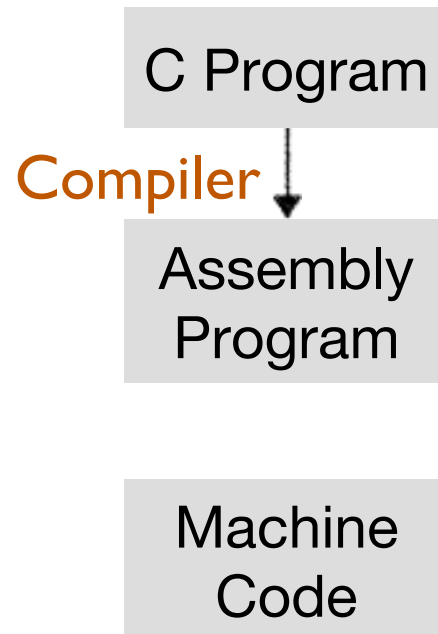 C Program
Compiler
Assembly
Program
Machine
Code